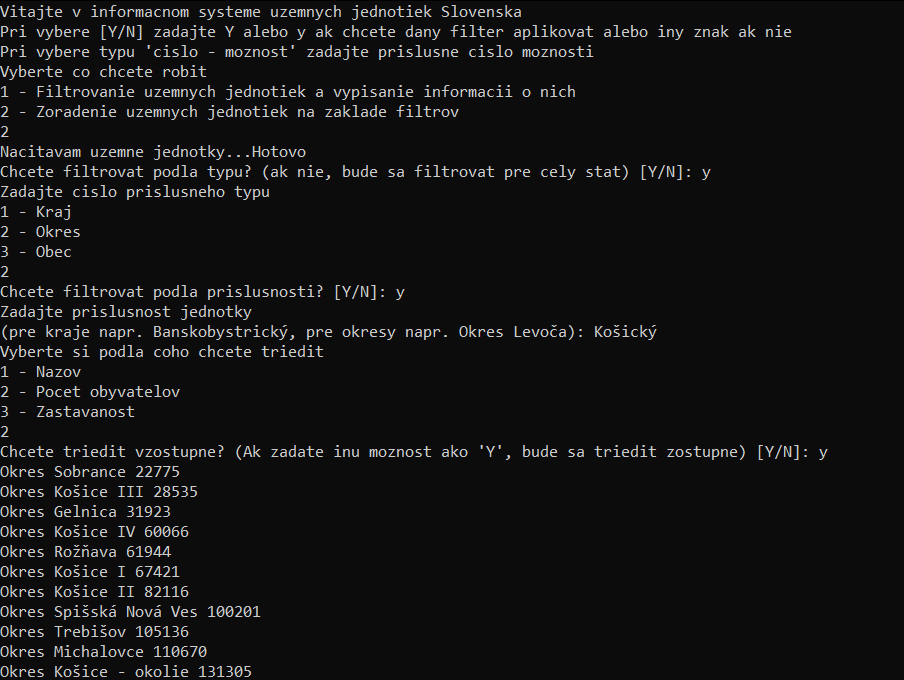 Vitajte v informacnom systeme uzemnych jednotiek Slovenska
Pri vybere [Y/N] zadajte Y alebo y ak chcete dany filter aplikovat alebo iny znak ak nie
Pri vybere typu 'cislo - moznost' zadajte prislusne cislo moznosti
Vyberte co chcete robit
1 - Filtrovanie uzemnych jednotiek a vypisanie informacii o nich
2 - Zoradenie uzemnych jednotiek na zaklade filtrov
2
Nacitavam uzemne jednotky...Hotovo
Chcete filtrovat podla typu? (ak nie, bude sa filtrovat pre cely stat) [Y/N]: y
Zadajte cislo prislusneho typu
1 - Kraj
2 - Okres
3 - Obec
2
Chcete filtrovat podla prislusnosti? [Y/N]: y
Zadajte prislusnost jednotky
(pre kraje napr. Banskobystrický, pre okresy napr. Okres Levoča): Košický
Vyberte si podla coho chcete triedit
1 - Nazov
2 - Pocet obyvatelov
3 - Zastavanost
2
Chcete triedit vzostupne? (Ak zadate inu moznost ako 'Y', bude sa triedit zostupne) [Y/N]: y
Okres Sobrance 22775
Okres Košice III 28535
Okres Gelnica 31923
Okres Košice IV 60066
Okres Rožňava 61944
Okres Košice I 67421
Okres Košice II 82116
Okres Spišská Nová Ves 100201
Okres Trebišov 105136
Okres Michalovce 110670
Okres Košice - okolie 131305